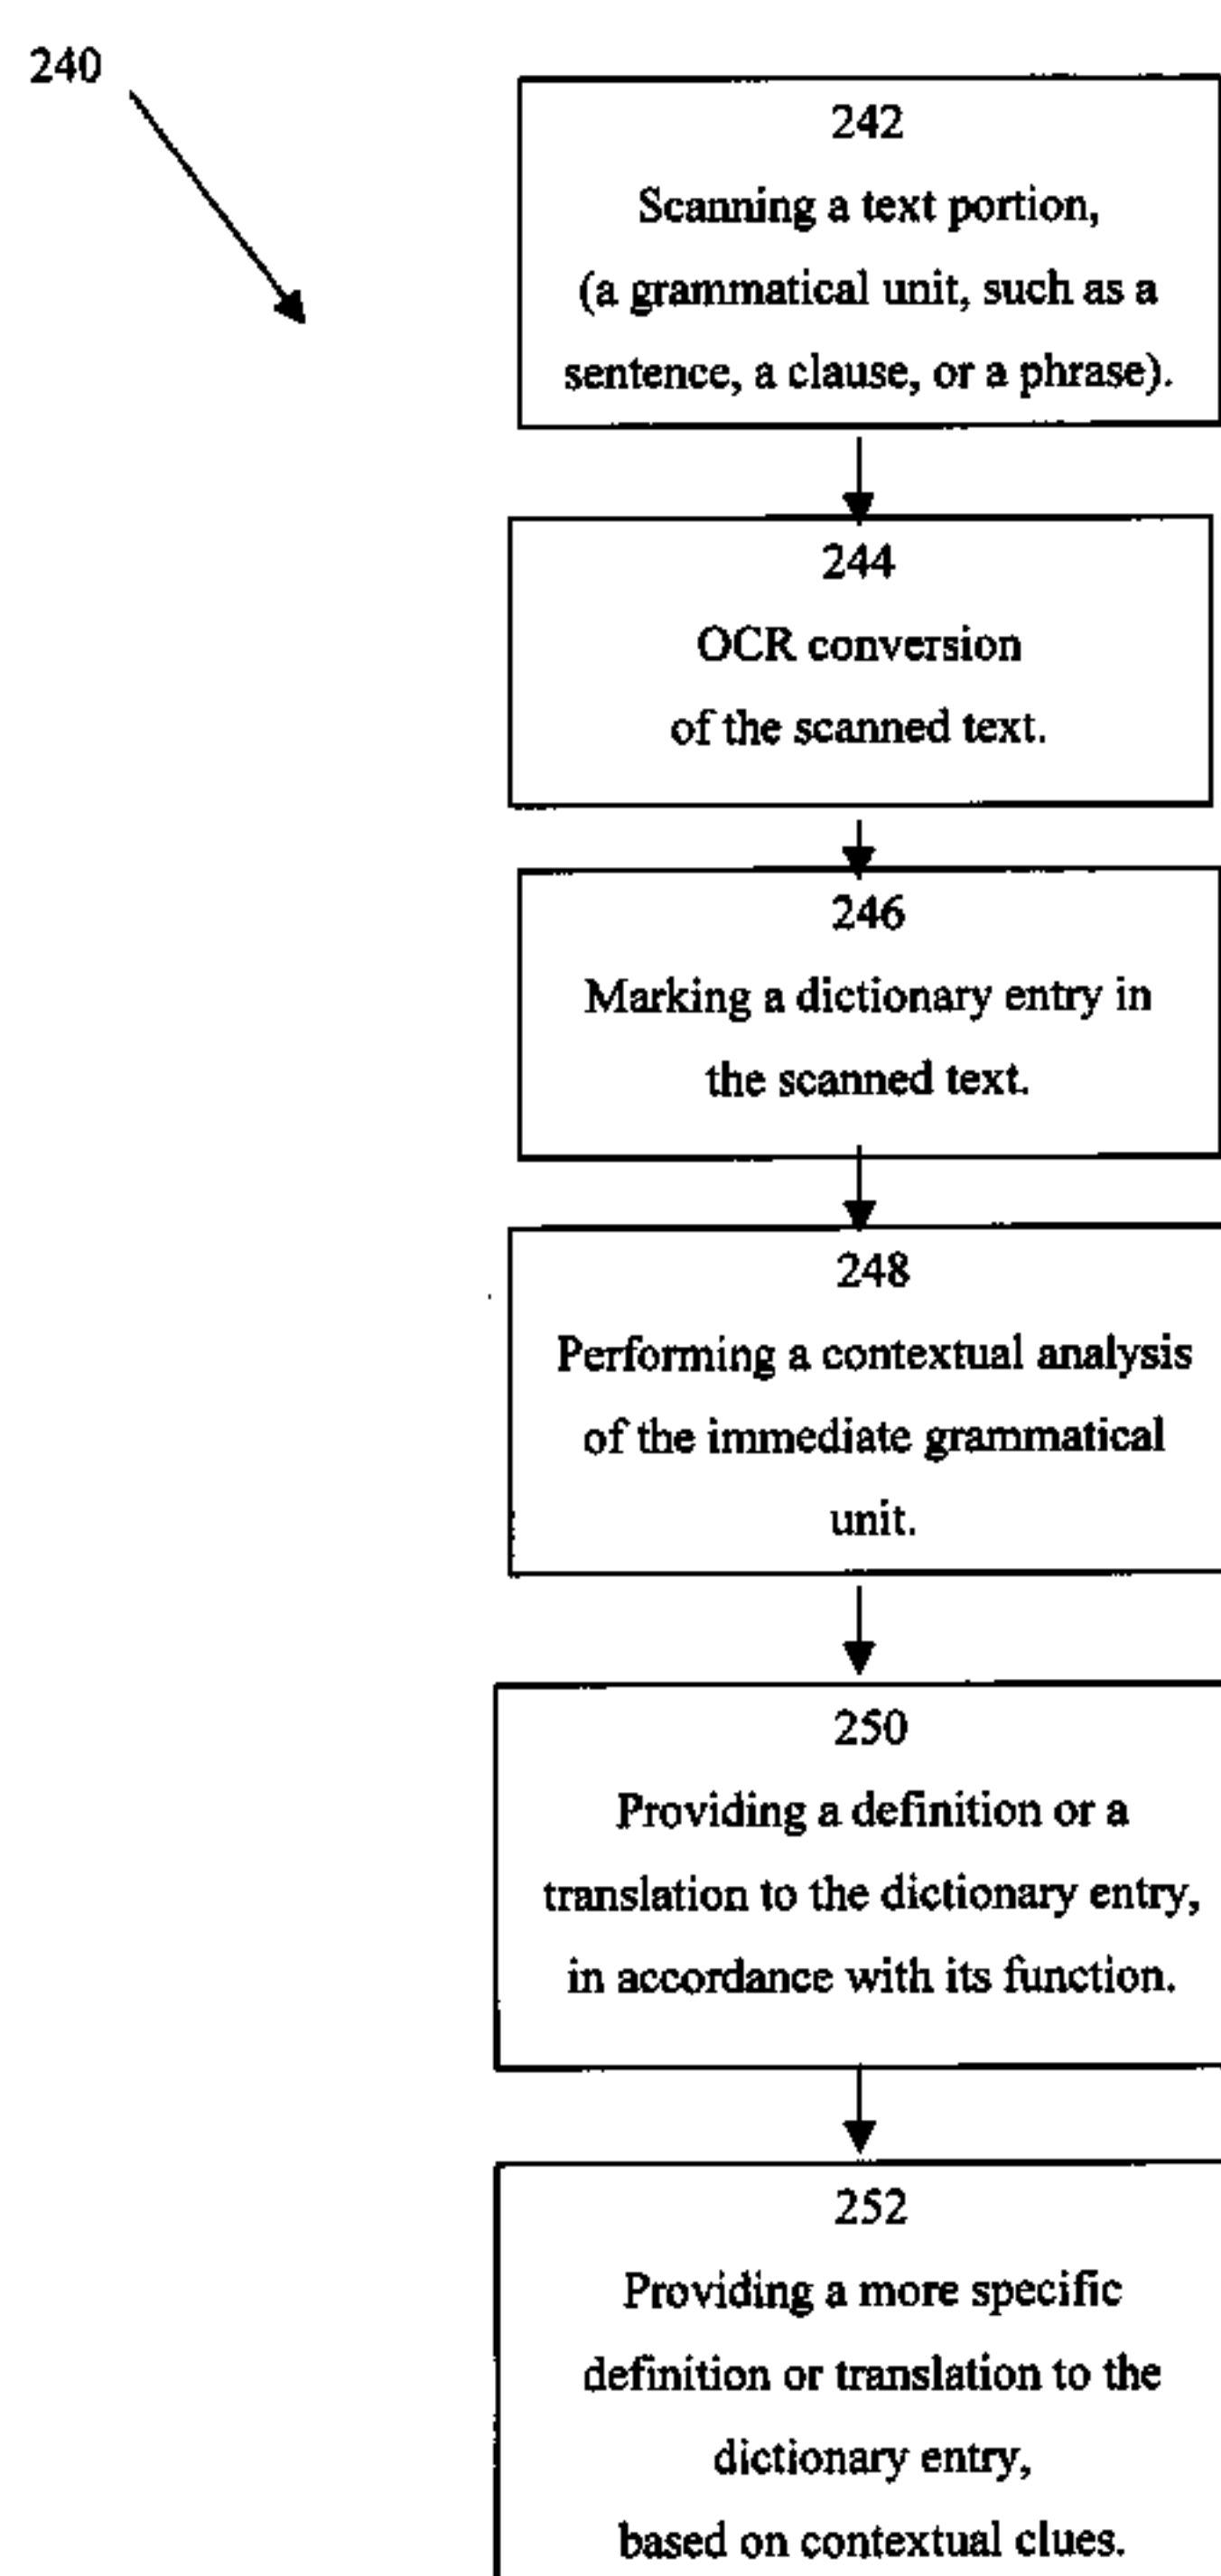 240
242
Scanning a text portion,
(a grammatical unit, such as a
sentence, a clause, or a phrase).
244
OCR conversion
of the scanned text.
246
Marking a dictionary entry in
the scanned text.
248
Performing a contextual analysis
of the immediate grammatical
unit.
250
Providing a definition or a
translation to the dictionary entry,
in accordance with its function.
252
Providing a more specific
definition or translation to the
dictionary entry,
based on contextual clues.